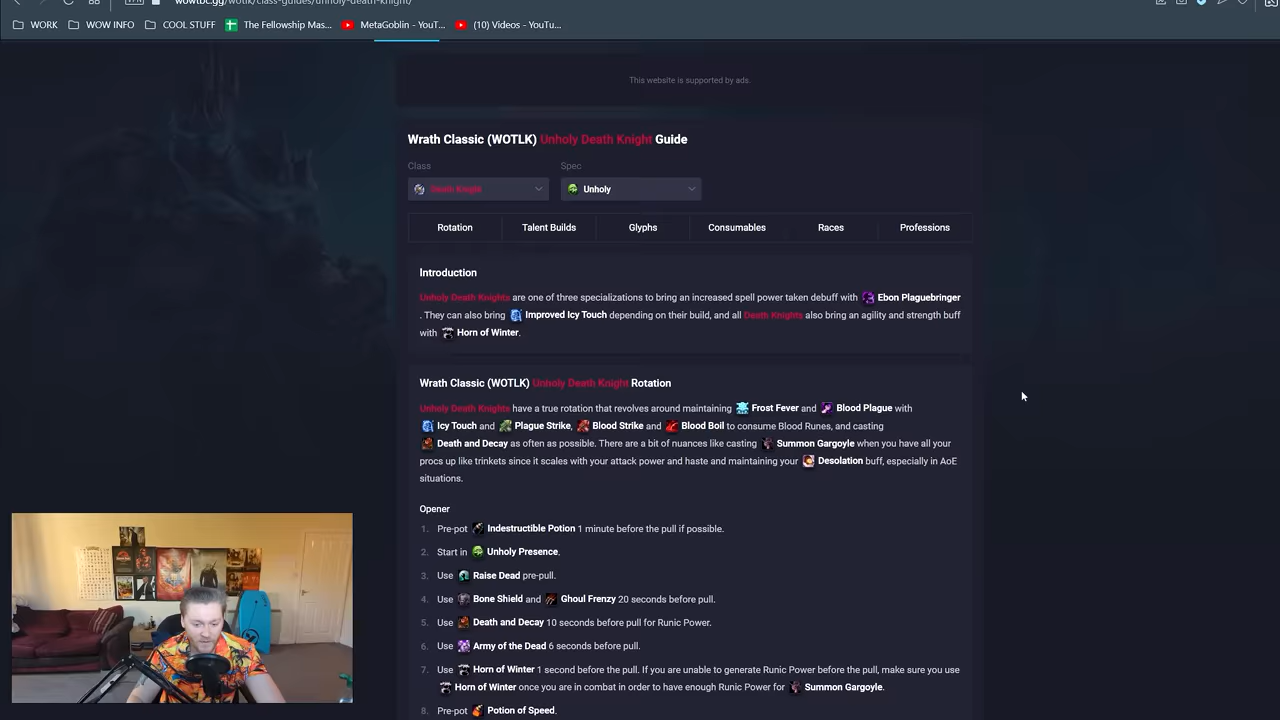 wowtbc.gg/wotlk/class-guides/unholy-death-knight/
WORK WOW INFO COOL STUFF The Fellowship Mas... MetaGoblin - YouT... (10) Videos - YouTu...
This website is supported by ads.
Wrath Classic (WOTLK) Unholy Death Knight Guide
Class Spec
Death Knight Unholy
Rotation Talent Builds Glyphs Consumables Races Professions
Introduction
Unholy Death Knights are one of three specializations to bring an increased spell power taken debuff with Ebon Plaguebringer
. They can also bring Improved Icy Touch depending on their build, and all Death Knights also bring an agility and strength buff
with Horn of Winter.
Wrath Classic (WOTLK) Unholy Death Knight Rotation
Unholy Death Knights have a true rotation that revolves around maintaining Frost Fever and Blood Plague with
Icy Touch and Plague Strike, Blood Strike and Blood Boil to consume Blood Runes, and casting
Death and Decay as often as possible. There are a bit of nuances like casting Summon Gargoyle when you have all your
procs up like trinkets since it scales with your attack power and haste and maintaining your Desolation buff, especially in AoE
situations.
Opener
1. Pre-pot Indestructible Potion 1 minute before the pull if possible.
2. Start in Unholy Presence.
3. Use Raise Dead pre-pull.
4. Use Bone Shield and Ghoul Frenzy 20 seconds before pull.
5. Use Death and Decay 10 seconds before pull for Runic Power.
6. Use Army of the Dead 6 seconds before pull.
7. Use Horn of Winter 1 second before the pull. If you are unable to generate Runic Power before the pull, make sure you use
Horn of Winter once you are in combat in order to have enough Runic Power for Summon Gargoyle.
8. Pre-pot Potion of Speed.